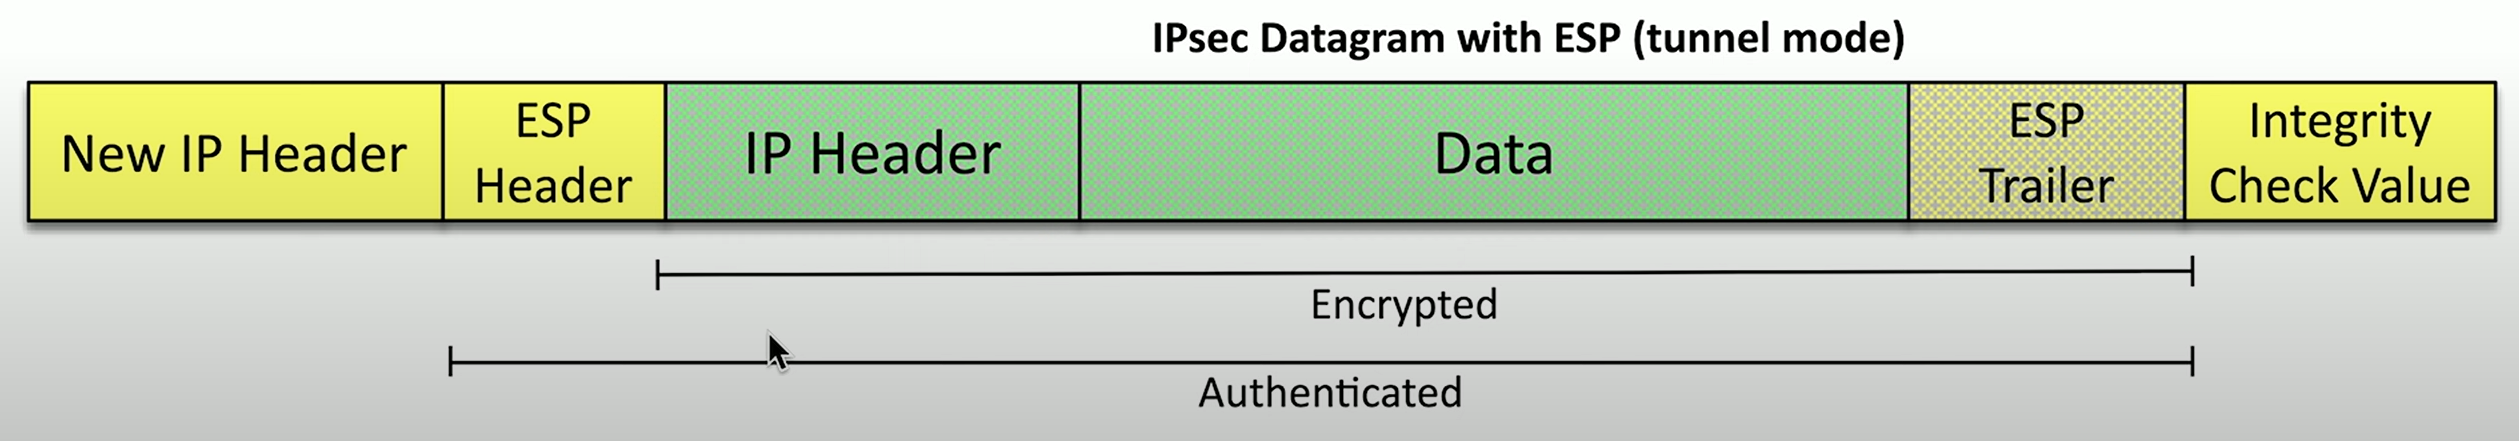 IPsec Datagram with ESP (tunnel mode)
New IP Header
ESP
Header
IP Header
Data
ESP
Trailer
Integrity
Check Value
Encrypted
Authenticated